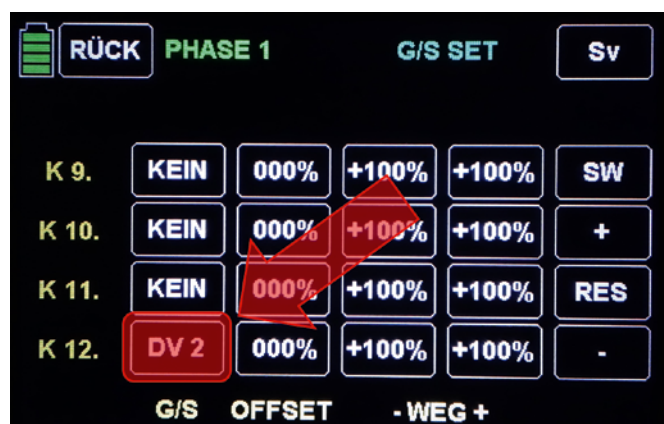 RÜCK PHASE 1 G/S SET Sv
K 9. KEIN 000% +100% +100% SW
K 10. KEIN 000% +100% +100% +
K 11. KEIN 000% +100% +100% RES
K 12. DV 2 000% +100% +100% -
G/S OFFSET - WEG +